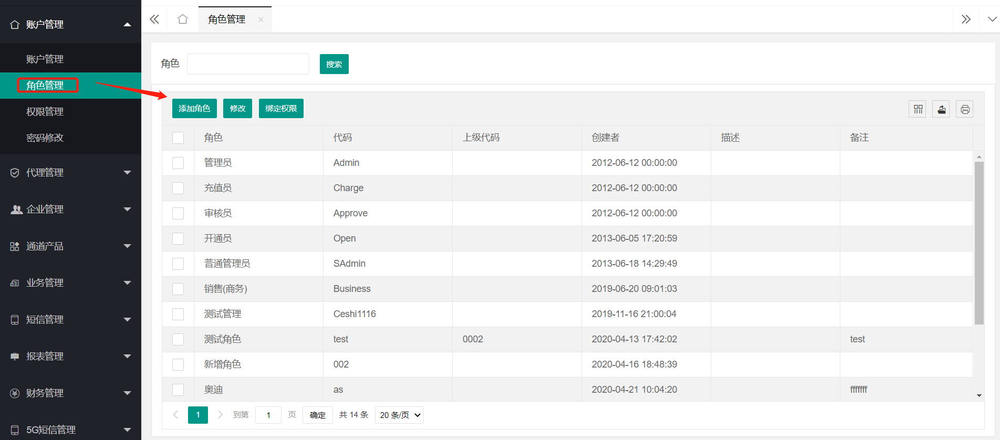 账户管理
账户管理
角色管理
权限管理
密码修改
代理管理
企业管理
通道产品
业务管理
短信管理
报表管理
财务管理
5G短信管理
角色管理
角色 搜索
添加角色 修改 绑定权限
角色 代码 上级代码 创建者 描述 备注
管理员 Admin 2012-06-12 00:00:00
充值员 Charge 2012-06-12 00:00:00
审核员 Approve 2012-06-12 00:00:00
开通员 Open 2013-06-05 17:20:59
普通管理员 SAdmin 2013-06-18 14:29:49
销售(商务) Business 2019-06-20 09:01:03
测试管理 Ceshi1116 2019-11-16 21:00:04
测试角色 test 0002 2020-04-13 17:42:02 test
新增角色 002 2020-04-16 18:48:39
奥迪 as 2020-04-21 10:04:20 fffffff
1 到第 1 页 确定 共 14 条 20 条/页